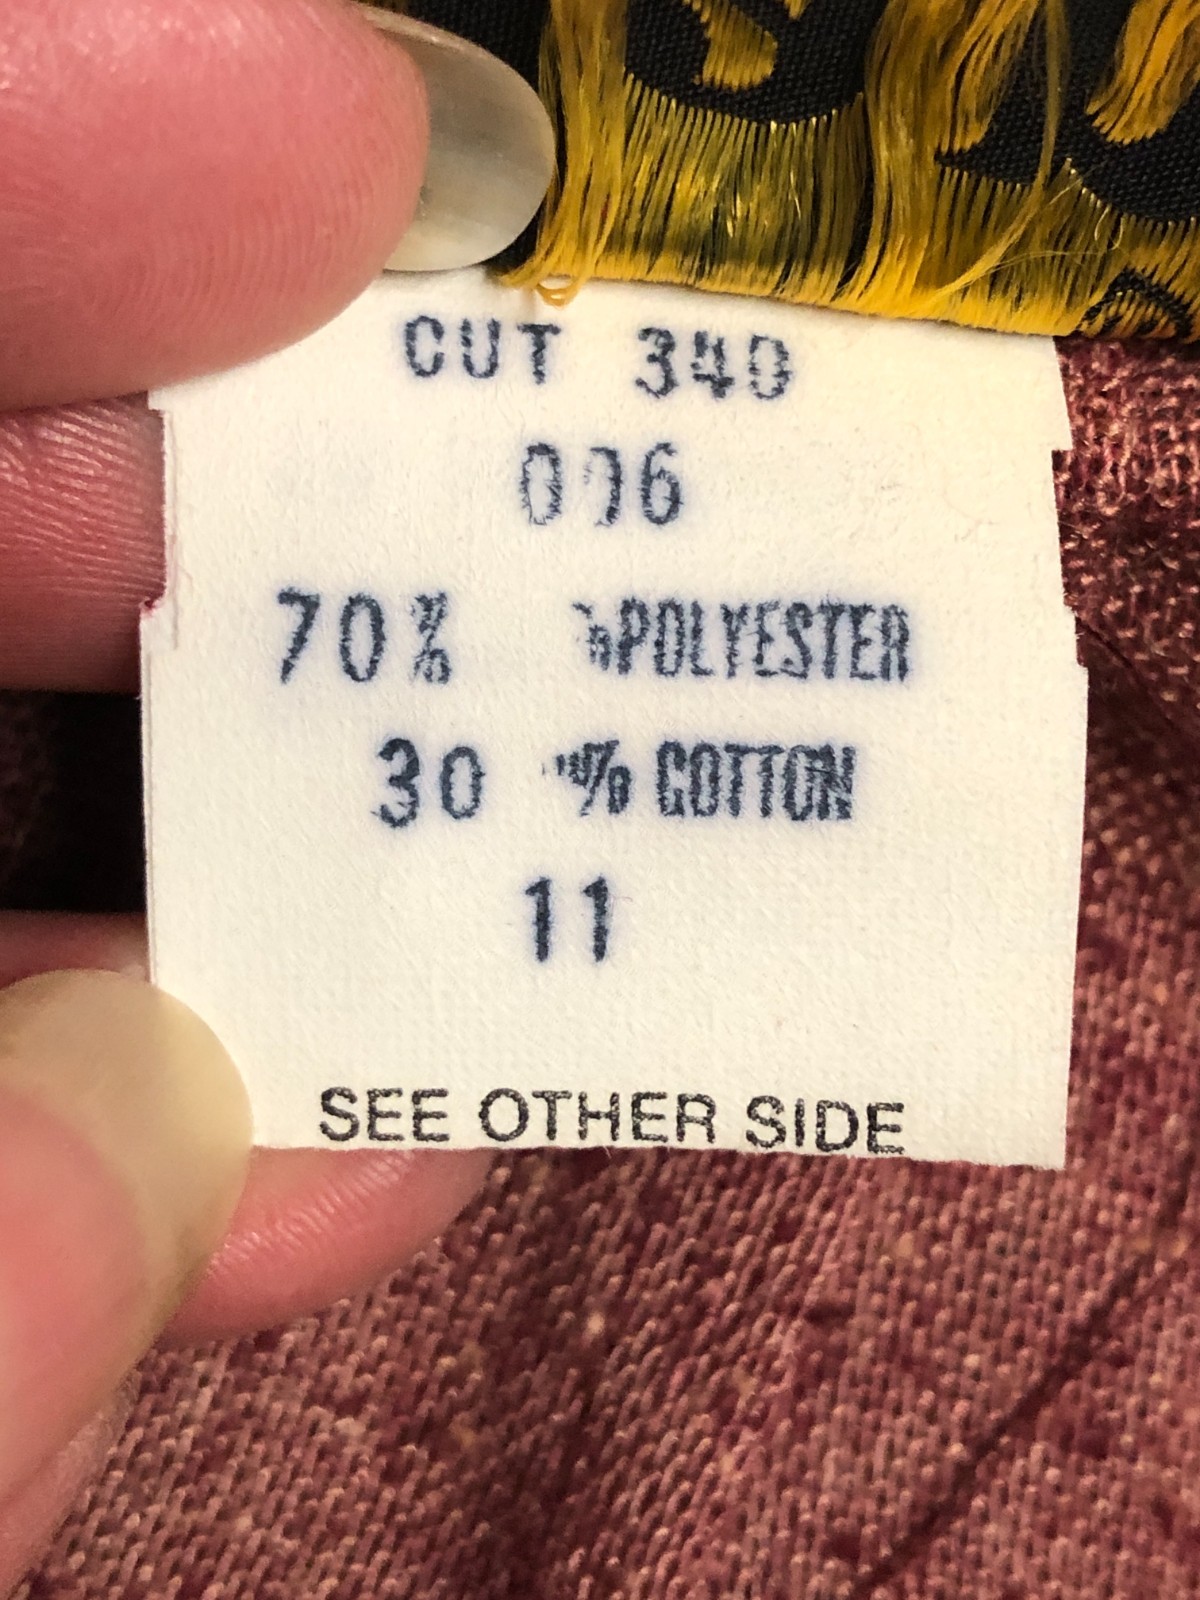 CUT 340
006
70% % POLYESTER
30 % COTTON
11
SEE OTHER SIDE